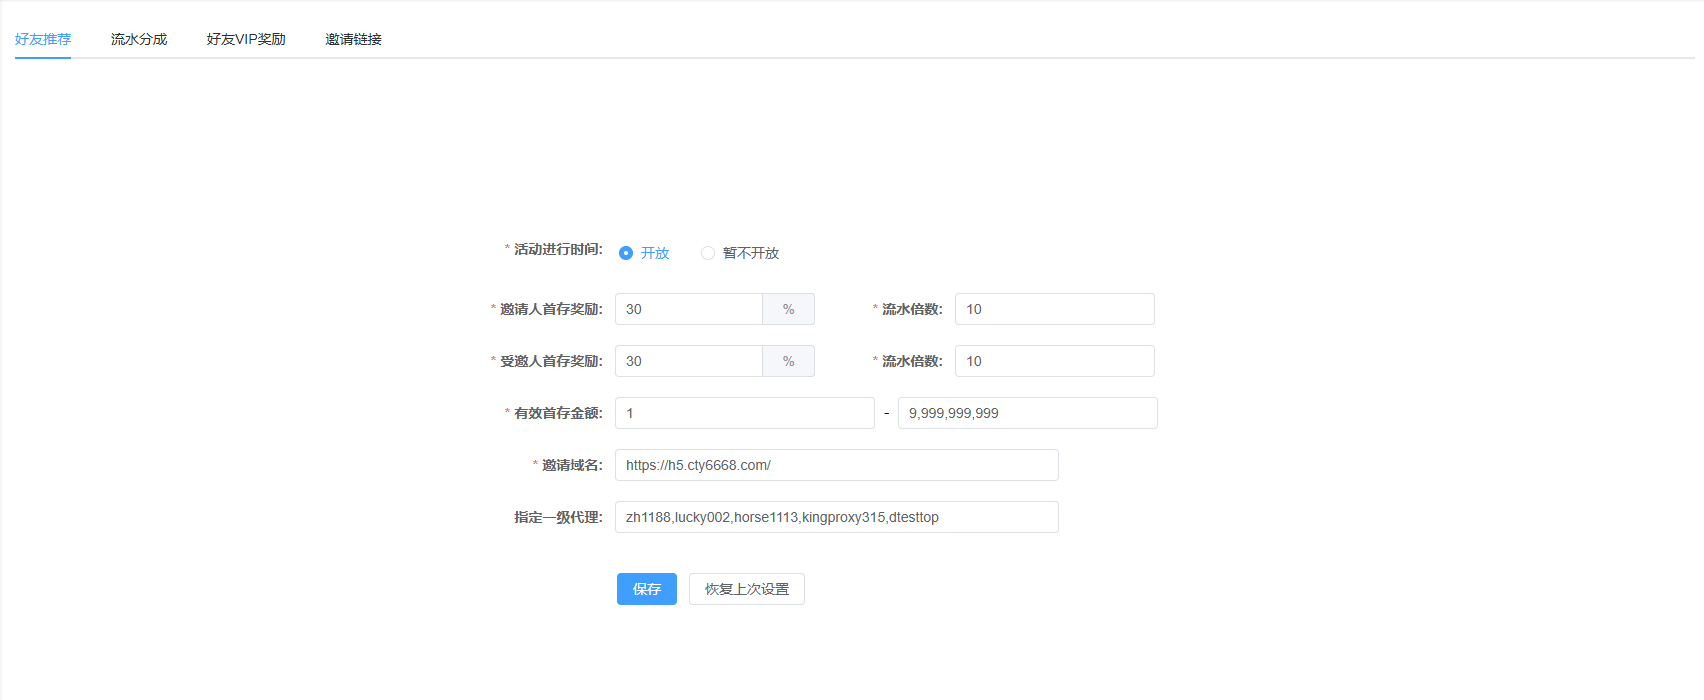 好友推荐 流水分成 好友VIP奖励 邀请链接
* 活动进行时间: 开放 暂不开放
* 邀请人首存奖励: 30 % * 流水倍数: 10
* 受邀人首存奖励: 30 % * 流水倍数: 10
* 有效首存金额: 1 - 9,999,999,999
* 邀请域名: https://h5.cty6668.com/
指定一级代理: zh1188,lucky002,horse1113,kingproxy315,dtesttop
保存 恢复上次设置